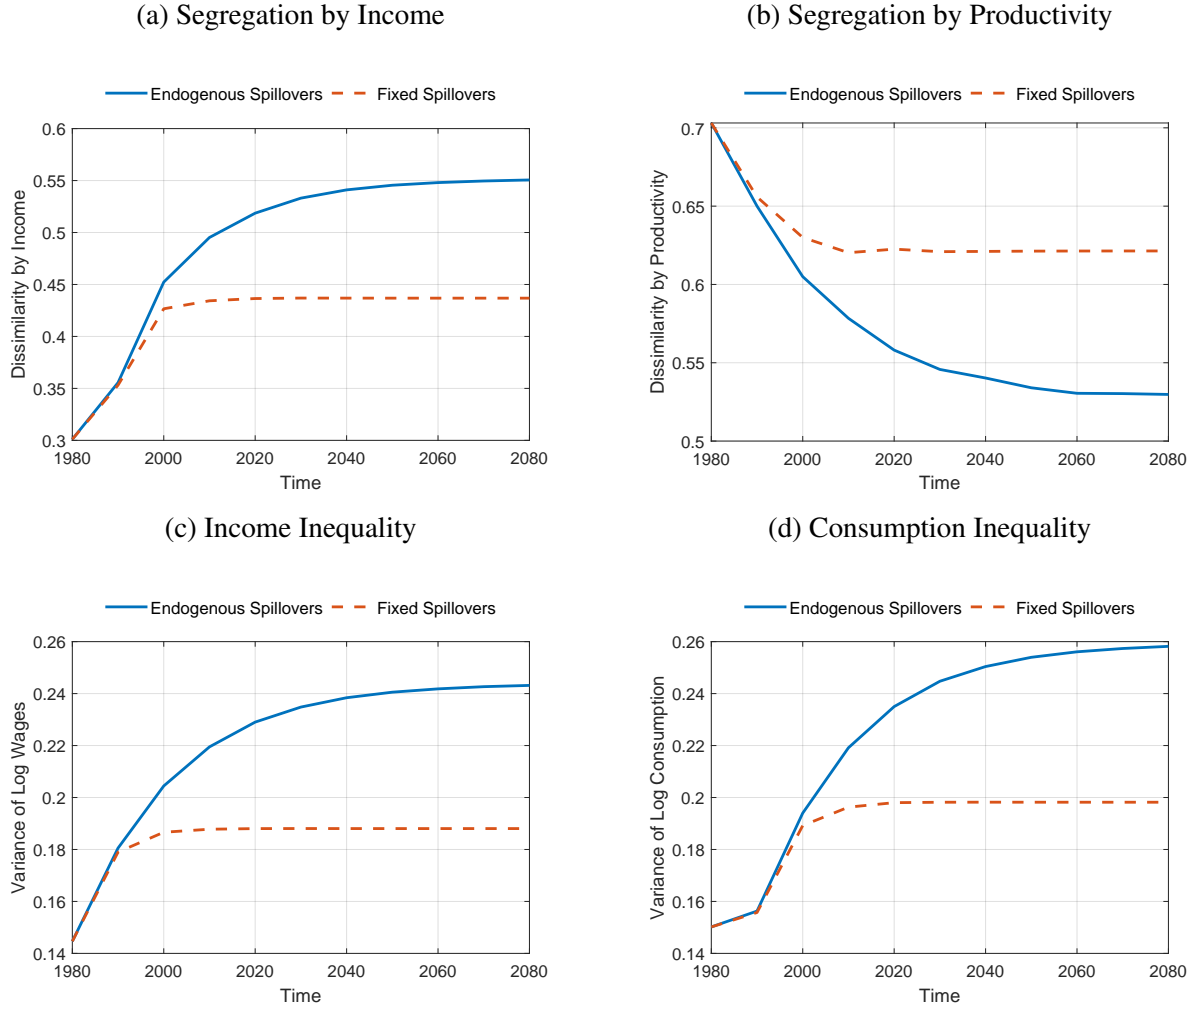 (a) Segregation by Income
Endogenous Spillovers
Fixed Spillovers
Dissimilarity by Income
0.6
0.55
0.5
0.45
0.4
0.35
0.3
1980
2000
2020
2040
2060
2080
Time
(b) Segregation by Productivity
Endogenous Spillovers
Fixed Spillovers
Dissimilarity by Productivity
0.7
0.65
0.6
0.55
0.5
1980
2000
2020
2040
2060
2080
Time
(c) Income Inequality
Endogenous Spillovers
Fixed Spillovers
Variance of Log Wages
0.26
0.24
0.22
0.2
0.18
0.16
0.14
1980
2000
2020
2040
2060
2080
Time
(d) Consumption Inequality
Endogenous Spillovers
Fixed Spillovers
Variance of Log Consumption
0.26
0.24
0.22
0.2
0.18
0.16
0.14
1980
2000
2020
2040
2060
2080
Time